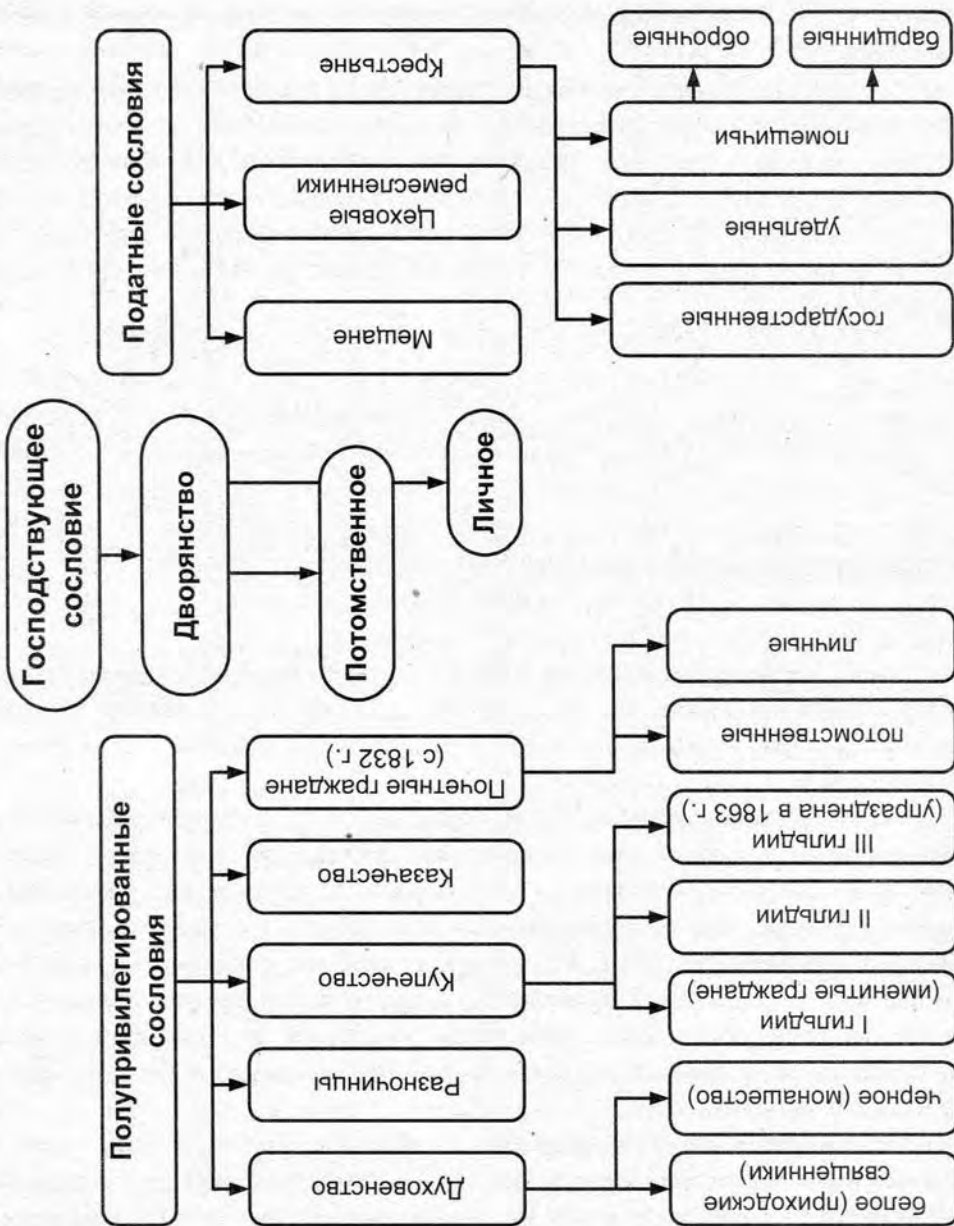 Господствующее
сословие
Дворянство
Потомственное
Личное
Полупривилегированные
сословия
Духовенство
белое (приходские
священники)
черное (монашество)
Разночинцы
Купечество
I гильдии
(именитые граждане)
II гильдии
III гильдии
(упразднена в 1863 г.)
Казачество
Почетные граждане
(с 1832 г.)
потомственные
личные
Податные сословия
Мещане
Цеховые
ремесленники
Крестьяне
государственные
удельные
помещичьи
оброчные
барщинные